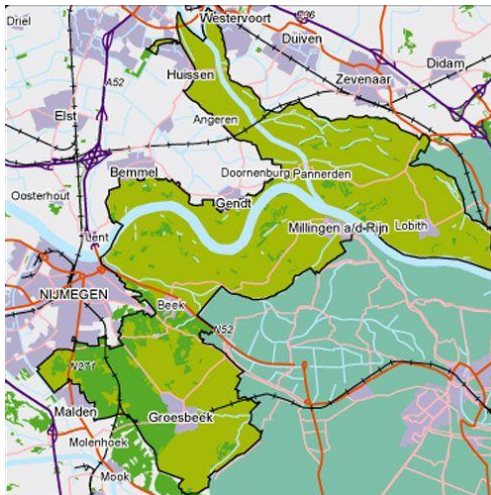 Westervoort
Driel
E36
Duiven
Didam
A52
Huissen
Zevenaar
Elst
Angeren
Bemmel
Doornenburg
Pannerden
Oosterhout
Gendt
Millingen a/d-Rijn
Lobith
Lent
NIJMEGEN
Beek
N52
N271
Malden
Groesbeek
Molenhoek
Mook